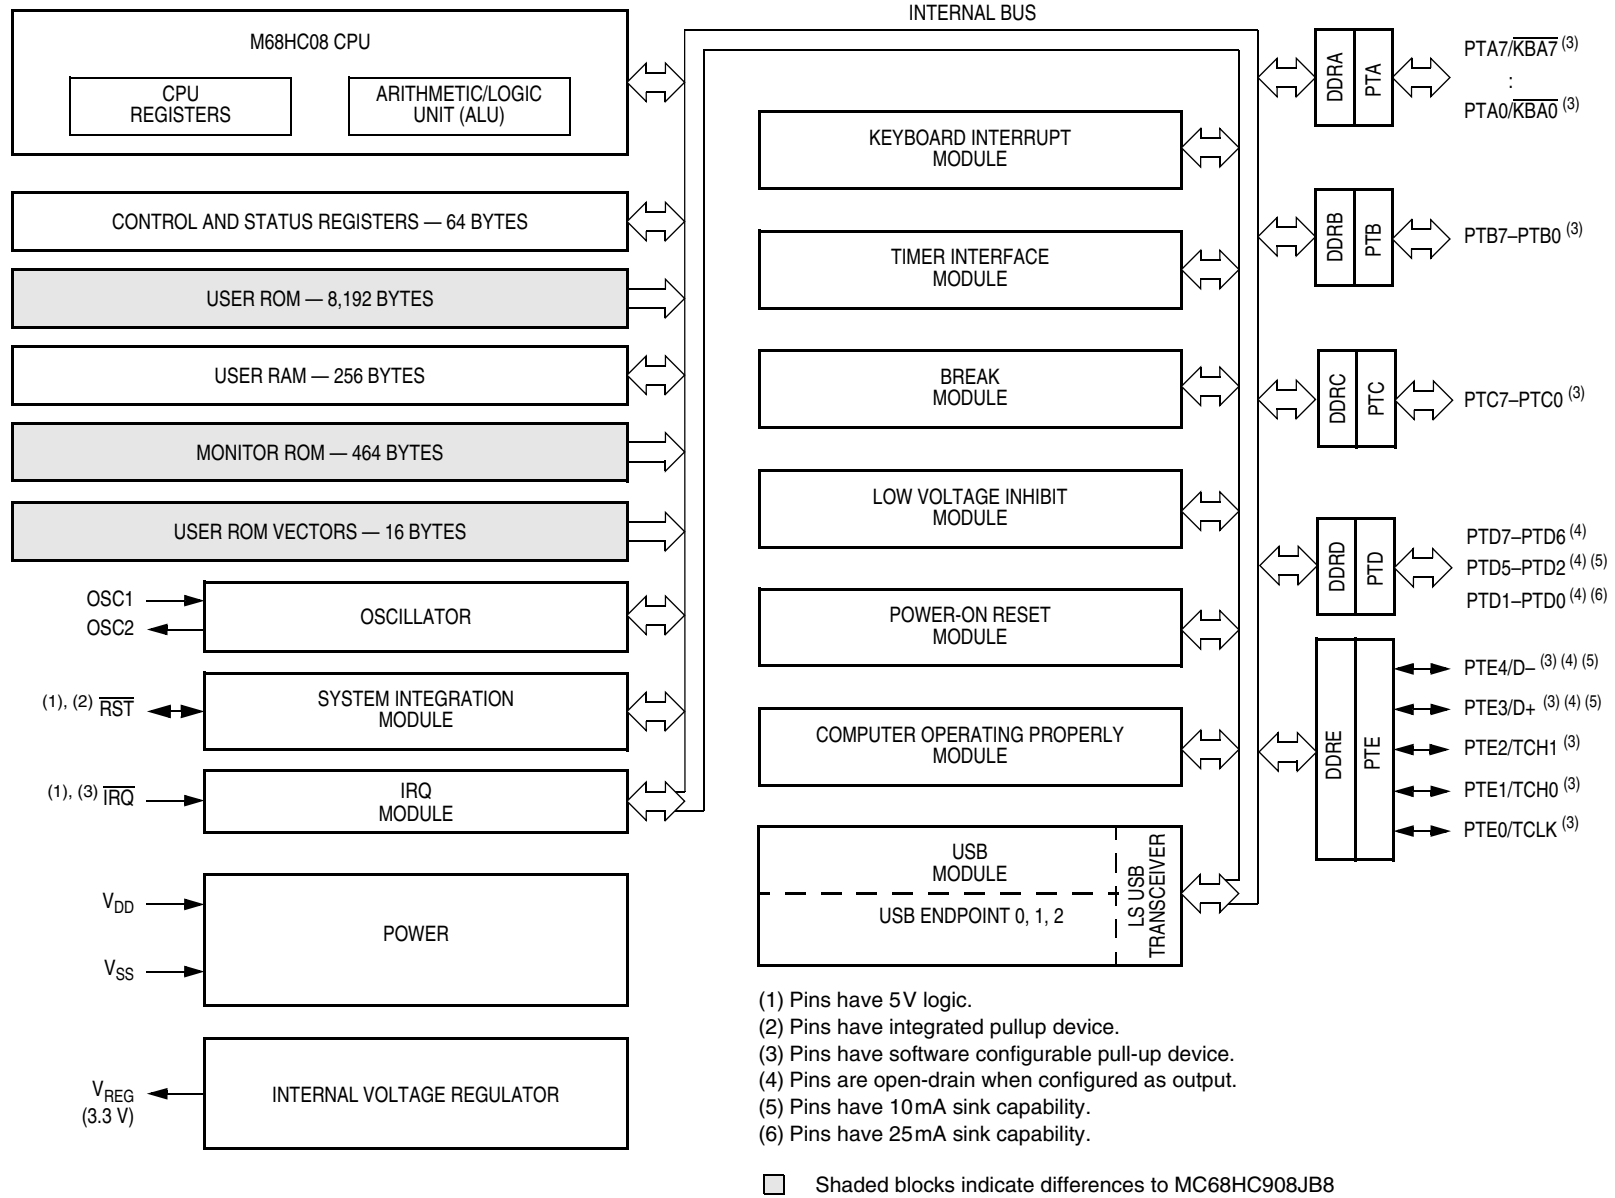 INTERNAL BUS
M68HC08 CPU
CPU
REGISTERS
ARITHMETIC/LOGIC
UNIT (ALU)
CONTROL AND STATUS REGISTERS — 64 BYTES
USER ROM — 8,192 BYTES
USER RAM — 256 BYTES
MONITOR ROM — 464 BYTES
USER ROM VECTORS — 16 BYTES
OSC1
OSC2
OSCILLATOR
(1), (2) RST
SYSTEM INTEGRATION
MODULE
(1), (3) IRQ
IRQ
MODULE
VDD
VSS
POWER
VREG
(3.3 V)
INTERNAL VOLTAGE REGULATOR
KEYBOARD INTERRUPT
MODULE
TIMER INTERFACE
MODULE
BREAK
MODULE
LOW VOLTAGE INHIBIT
MODULE
POWER-ON RESET
MODULE
COMPUTER OPERATING PROPERLY
MODULE
USB
MODULE
USB ENDPOINT 0, 1, 2
LS USB
TRANSCEIVER
DDRA
PTA
PTA7/KBA7 (3)
:
PTA0/KBA0 (3)
DDRB
PTB
PTB7–PTB0 (3)
DDRC
PTC
PTC7–PTC0 (3)
DDRD
PTD
PTD7–PTD6 (4)
PTD5–PTD2 (4) (5)
PTD1–PTD0 (4) (6)
DDRE
PTE
PTE4/D– (3) (4) (5)
PTE3/D+ (3) (4) (5)
PTE2/TCH1 (3)
PTE1/TCH0 (3)
PTE0/TCLK (3)
(1) Pins have 5V logic.
(2) Pins have integrated pullup device.
(3) Pins have software configurable pull-up device.
(4) Pins are open-drain when configured as output.
(5) Pins have 10mA sink capability.
(6) Pins have 25mA sink capability.
Shaded blocks indicate differences to MC68HC908JB8